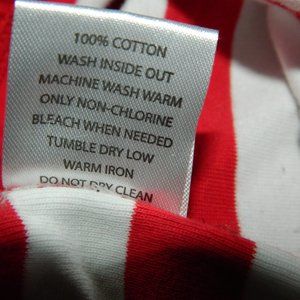 100% COTTON
WASH INSIDE OUT
MACHINE WASH WARM
ONLY NON-CHLORINE
BLEACH WHEN NEEDED
TUMBLE DRY LOW
WARM IRON
DO NOT DRY CLEAN